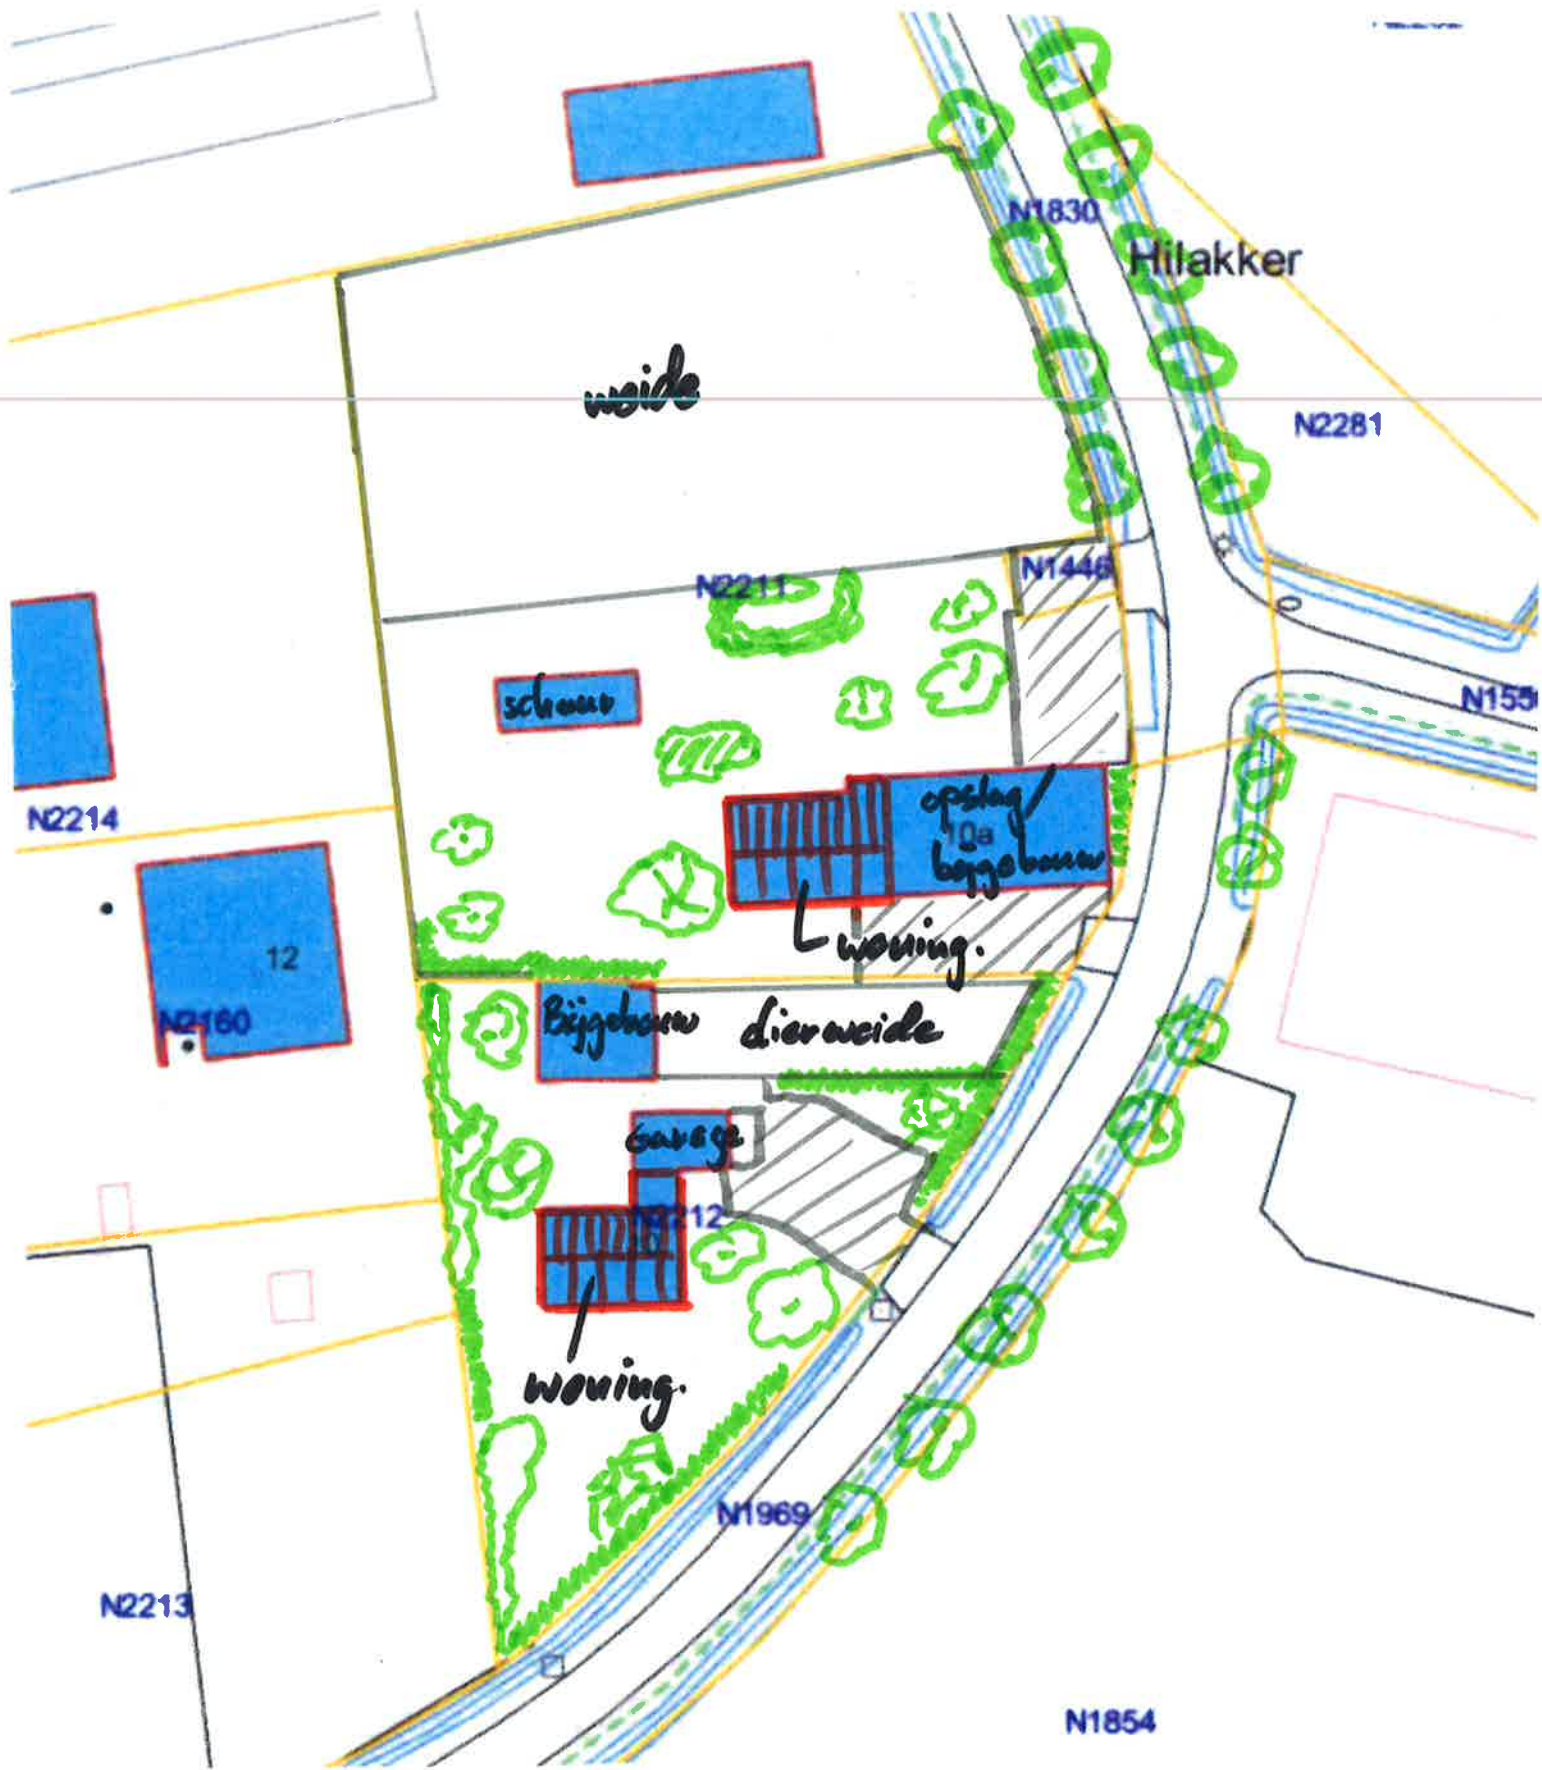 N1830
Hilakker
weide
N2281
N2211
N1446
schuur
N155
N2214
opslag/
10a
bijgebouw
woning.
12
N2160
Bijgebouw
dierweide
Garage
N2212
10
woning.
N1969
N2213
N1854